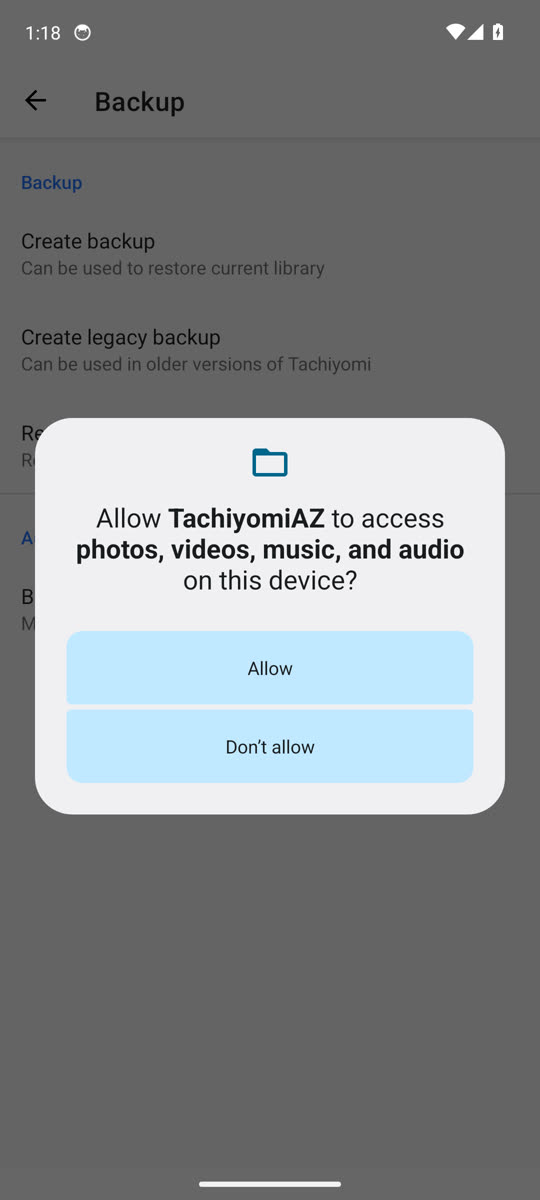 1:18
Backup
Backup
Create backup
Can be used to restore current library
Create legacy backup
Can be used in older versions of Tachiyomi
Allow TachiyomiAZ to access
photos, videos, music, and audio
on this device?
Allow
Don’t allow